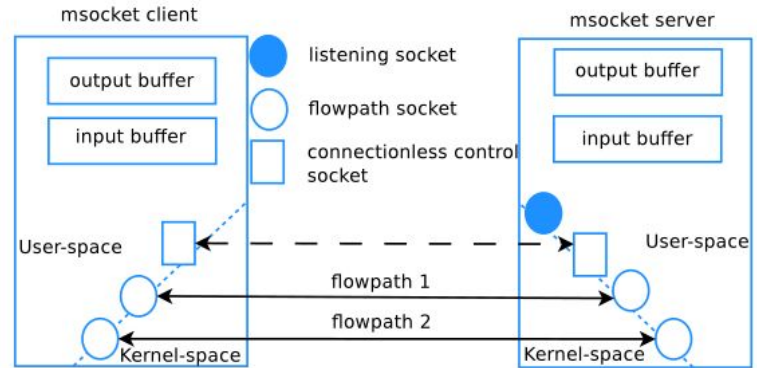 msocket client
msocket server
output buffer
input buffer
listening socket
flowpath socket
connectionless control
socket
output buffer
input buffer
User-space
User-space
flowpath 1
flowpath 2
Kernel-space
Kernel-space